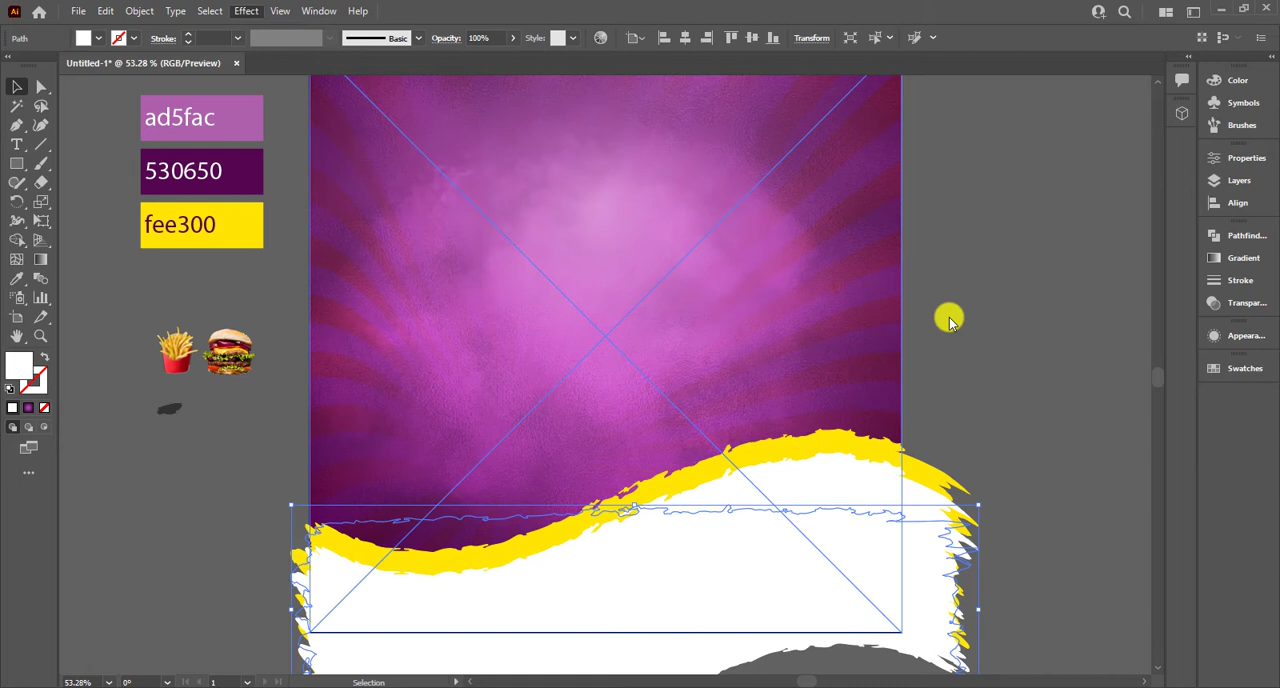 Ai
File Edit Object Type Select Effect View Window Help
Path Stroke: Basic Opacity: 100% Style: Transform
Untitled-1* @ 53.28 % (RGB/Preview) ×
ad5fac
530650
fee300
Color
Symbols
Brushes
Properties
Layers
Align
Pathfind...
Gradient
Stroke
Transpar...
Appeara...
Swatches
53.28% 0° 1 Selection